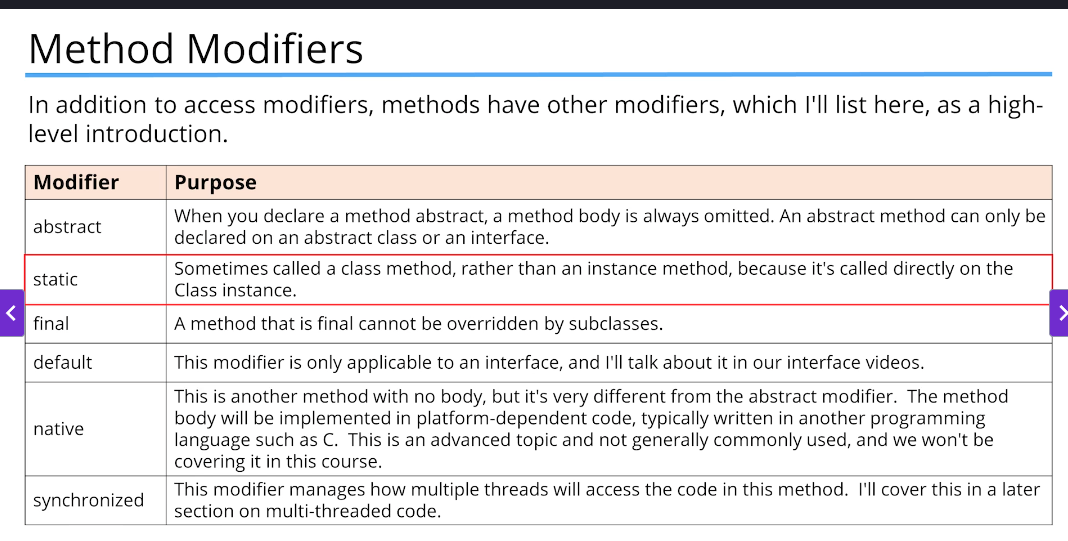 Method Modifiers
In addition to access modifiers, methods have other modifiers, which I'll list here, as a high-
level introduction.
Modifier Purpose
abstract
When you declare a method abstract, a method body is always omitted. An abstract method can only be
declared on an abstract class or an interface.
static
Sometimes called a class method, rather than an instance method, because it's called directly on the
Class instance.
final
A method that is final cannot be overridden by subclasses.
default
This modifier is only applicable to an interface, and I'll talk about it in our interface videos.
native
This is another method with no body, but it's very different from the abstract modifier.  The method
body will be implemented in platform-dependent code, typically written in another programming
language such as C.  This is an advanced topic and not generally commonly used, and we won't be
covering it in this course.
synchronized
This modifier manages how multiple threads will access the code in this method.  I'll cover this in a later
section on multi-threaded code.